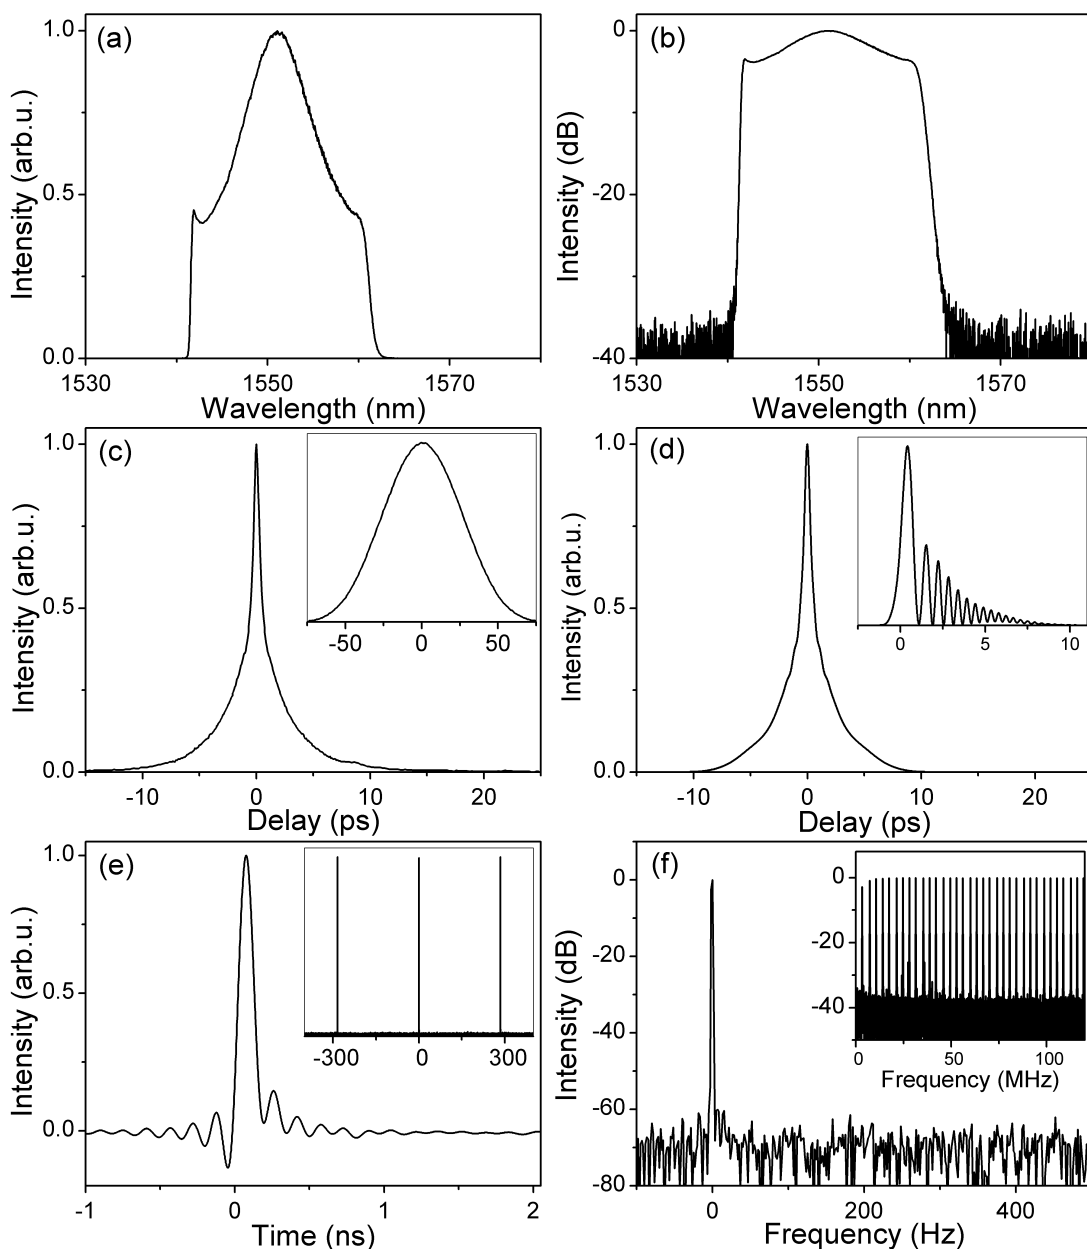 (a)
1.0
0.5
0.0
Intensity (arb.u.)
1530
1550
1570
Wavelength (nm)
(b)
0
-20
-40
Intensity (dB)
1530
1550
1570
Wavelength (nm)
(c)
1.0
0.5
0.0
Intensity (arb.u.)
-50
0
50
-10
0
10
20
Delay (ps)
(d)
1.0
0.5
0.0
Intensity (arb.u.)
0
5
10
-10
0
10
20
Delay (ps)
(e)
1.0
0.5
0.0
Intensity (arb.u.)
-300
0
300
-1
0
1
2
Time (ns)
(f)
0
-20
-40
-60
-80
Intensity (dB)
0
-20
-40
0
50
100
Frequency (MHz)
0
200
400
Frequency (Hz)